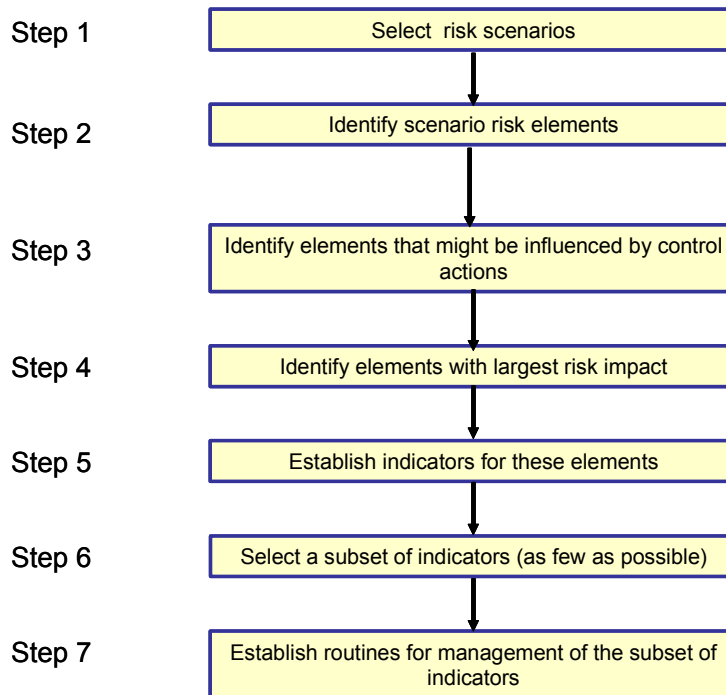 Step 1
Select risk scenarios
Step 2
Identify scenario risk elements
Step 3
Identify elements that might be influenced by control
actions
Step 4
Identify elements with largest risk impact
Step 5
Establish indicators for these elements
Step 6
Select a subset of indicators (as few as possible)
Step 7
Establish routines for management of the subset of
indicators